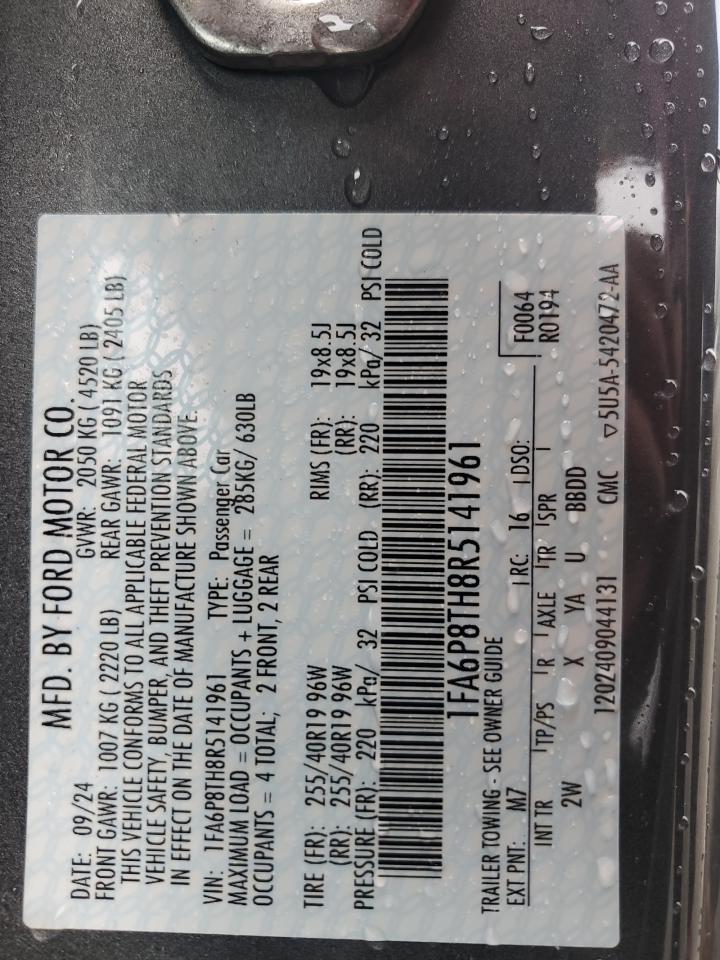 MFD. BY FORD MOTOR CO.
DATE: 09/24 GVWR: 2050 KG ( 4520 LB)
FRONT GAWR: 1007 KG ( 2220 LB) REAR GAWR: 1091 KG ( 2405 LB)
THIS VEHICLE CONFORMS TO ALL APPLICABLE FEDERAL MOTOR
VEHICLE SAFETY, BUMPER, AND THEFT PREVENTION STANDARDS
IN EFFECT ON THE DATE OF MANUFACTURE SHOWN ABOVE.
VIN: 1FA6P8TH8R5141961 TYPE: Passenger Car
MAXIMUM LOAD = OCCUPANTS + LUGGAGE = 285KG/ 630LB
OCCUPANTS = 4 TOTAL; 2 FRONT, 2 REAR
TIRE (FR): 255/40R19 96W RIMS (FR): 19x8.5J
(RR): 255/40R19 96W (RR): 19x8.5J
PRESSURE (FR): 220 kPa/ 32 PSI COLD (RR): 220 kPa/ 32 PSI COLD
1FA6P8TH8R5141961
TRAILER TOWING - SEE OWNER GUIDE
EXT PNT: M7 RC: 16 DSO: F0064
R0194
INT TR TP/PS R AXLE TR SPR
2W X YA U BBDD
1202409044131 CMC ▽5U5A-5420472-AA